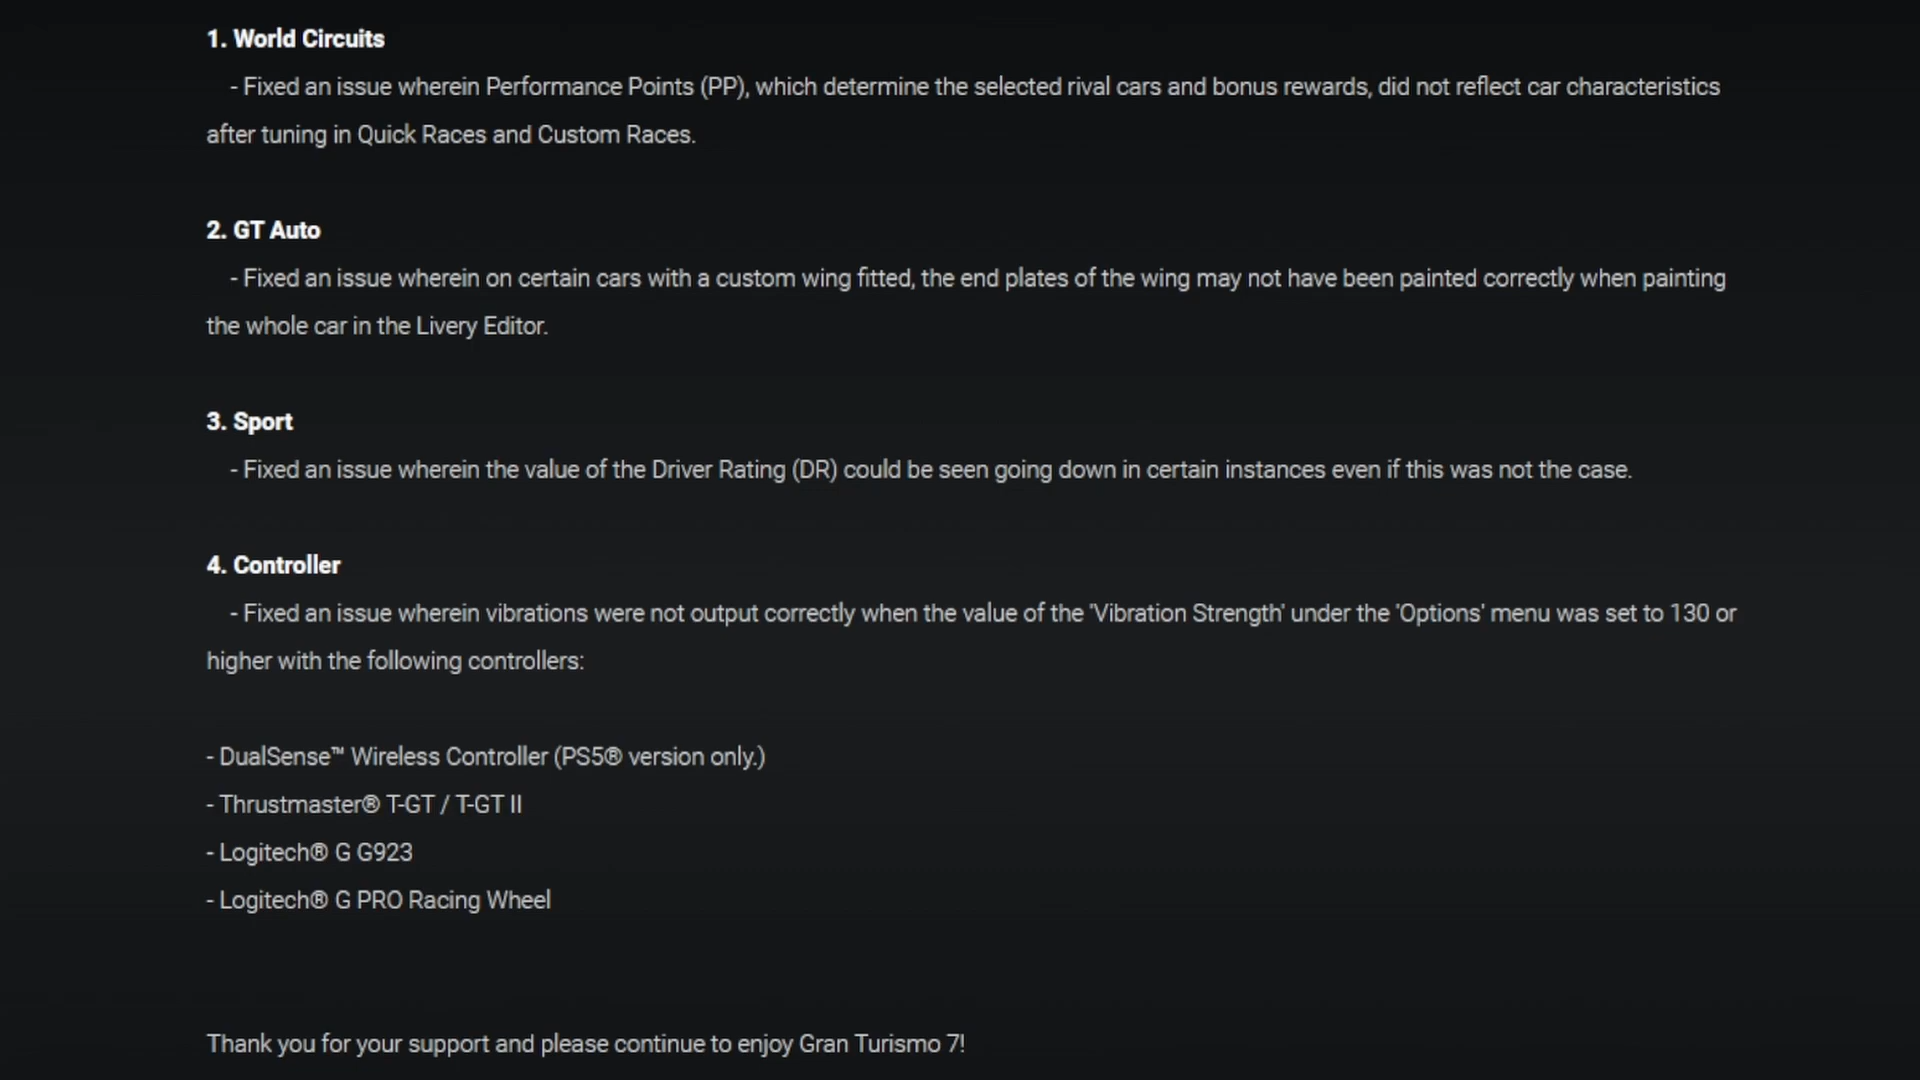 1. World Circuits
- Fixed an issue wherein Performance Points (PP), which determine the selected rival cars and bonus rewards, did not reflect car characteristics
after tuning in Quick Races and Custom Races.
2. GT Auto
- Fixed an issue wherein on certain cars with a custom wing fitted, the end plates of the wing may not have been painted correctly when painting
the whole car in the Livery Editor.
3. Sport
- Fixed an issue wherein the value of the Driver Rating (DR) could be seen going down in certain instances even if this was not the case.
4. Controller
- Fixed an issue wherein vibrations were not output correctly when the value of the 'Vibration Strength' under the 'Options' menu was set to 130 or
higher with the following controllers:
- DualSense™ Wireless Controller (PS5® version only.)
- Thrustmaster® T-GT / T-GT II
- Logitech® G G923
- Logitech® G PRO Racing Wheel
Thank you for your support and please continue to enjoy Gran Turismo 7!